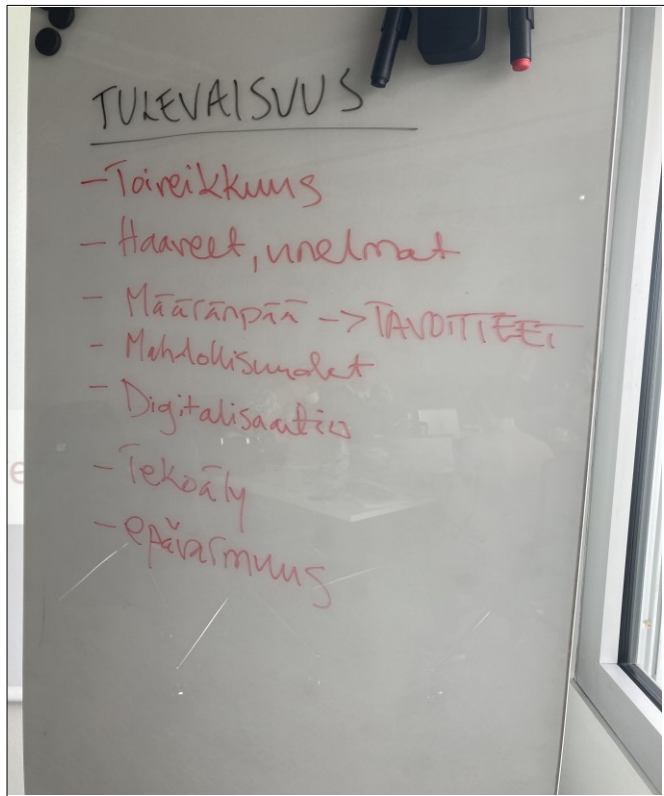 TULEVAISUUS
- Toiveikkuus
- Haaveet, unelmat
- Määränpää -> TAVOITTEET
- Mahdollisuudet
- Digitalisaatio
- Tekoäly
- epävarmuus